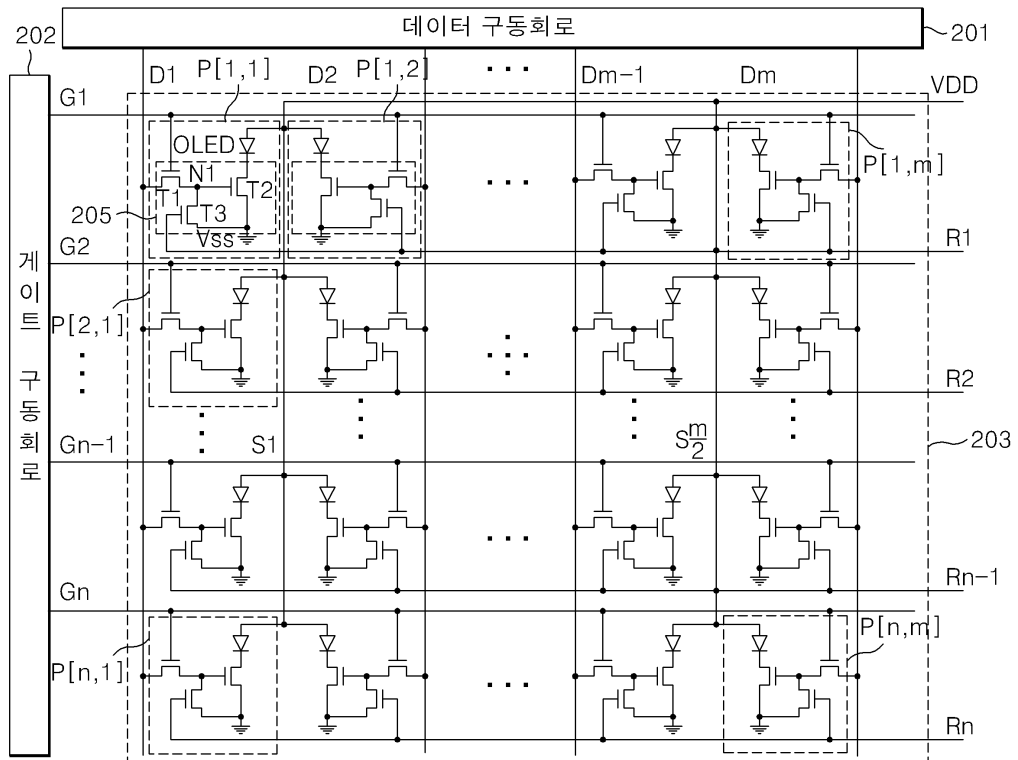 데이터 구동회로
202
201
D1
P[1,1]
D2
P[1,2]
Dm-1
Dm
VDD
G1
OLED
N1
T1
T2
T3
205
Vss
P[1,m]
R1
G2
게이트 구동회로
P[2,1]
R2
Gn-1
S1
S m/2
203
Rn-1
Gn
P[n,1]
P[n,m]
Rn